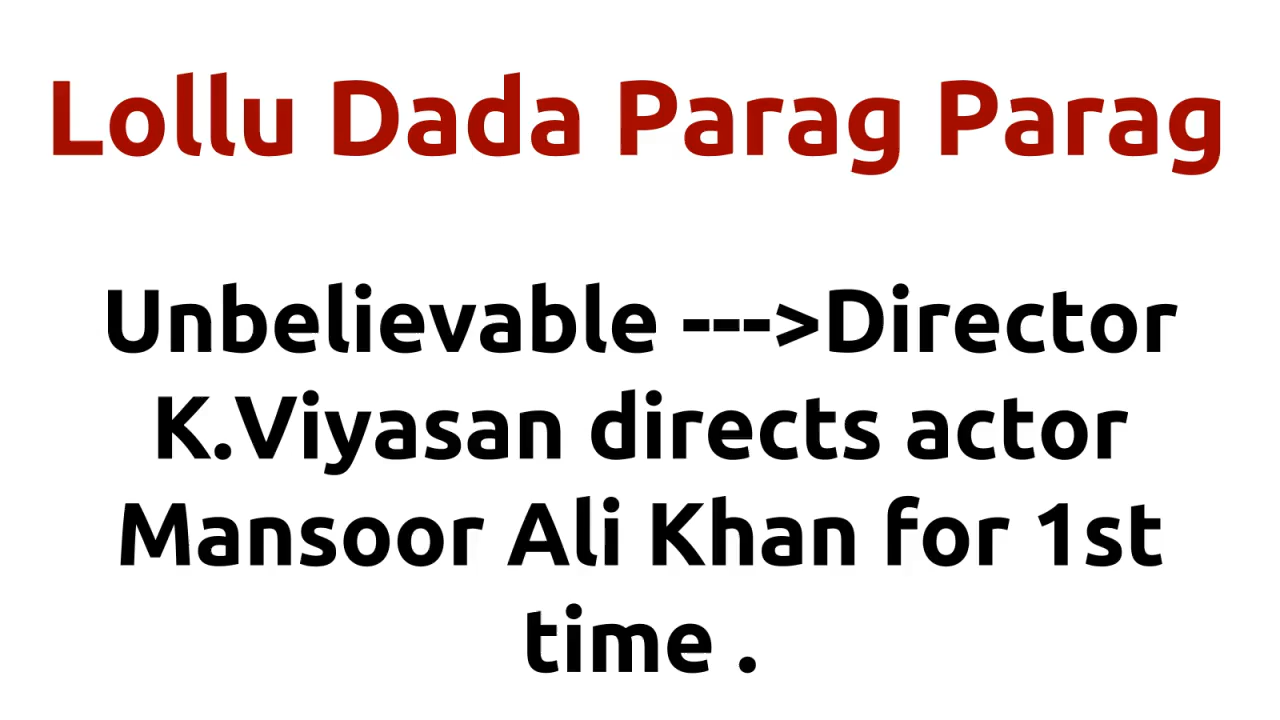 Lollu Dada Parag Parag
Unbelievable --->Director
K.Viyasan directs actor
Mansoor Ali Khan for 1st
time .